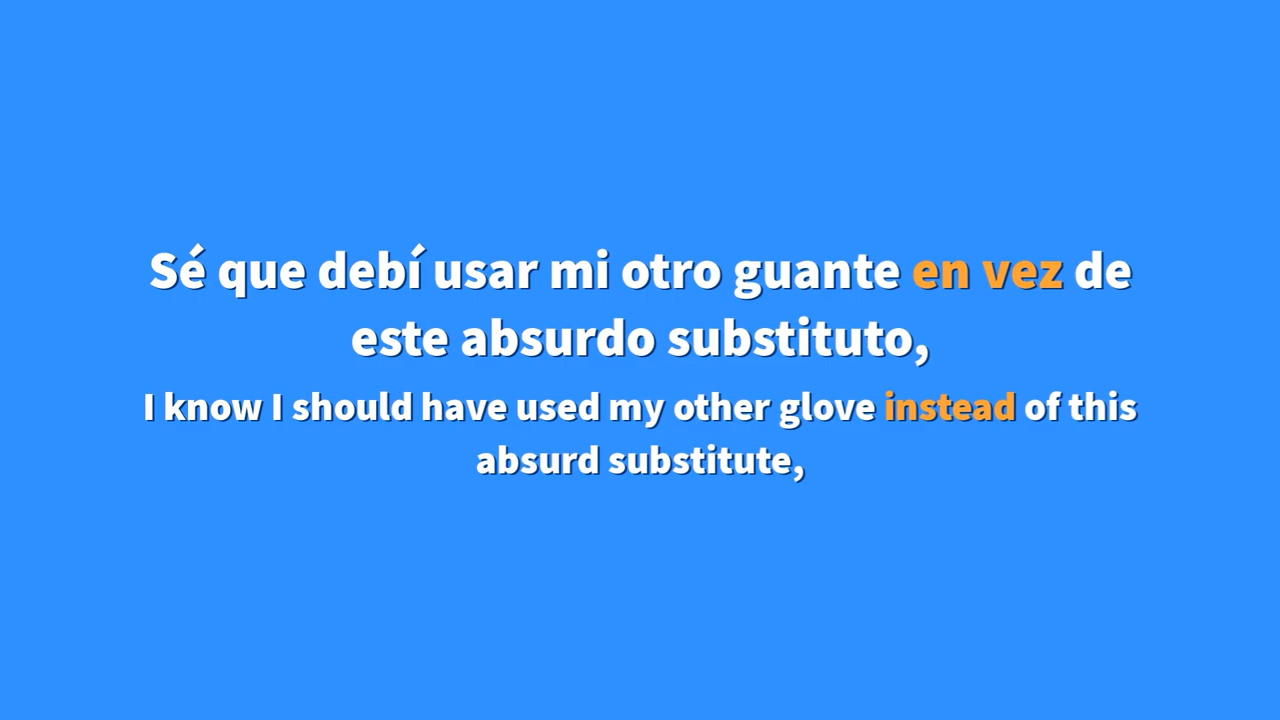 Sé que debí usar mi otro guante en vez de
este absurdo substituto,
I know I should have used my other glove instead of this
absurd substitute,